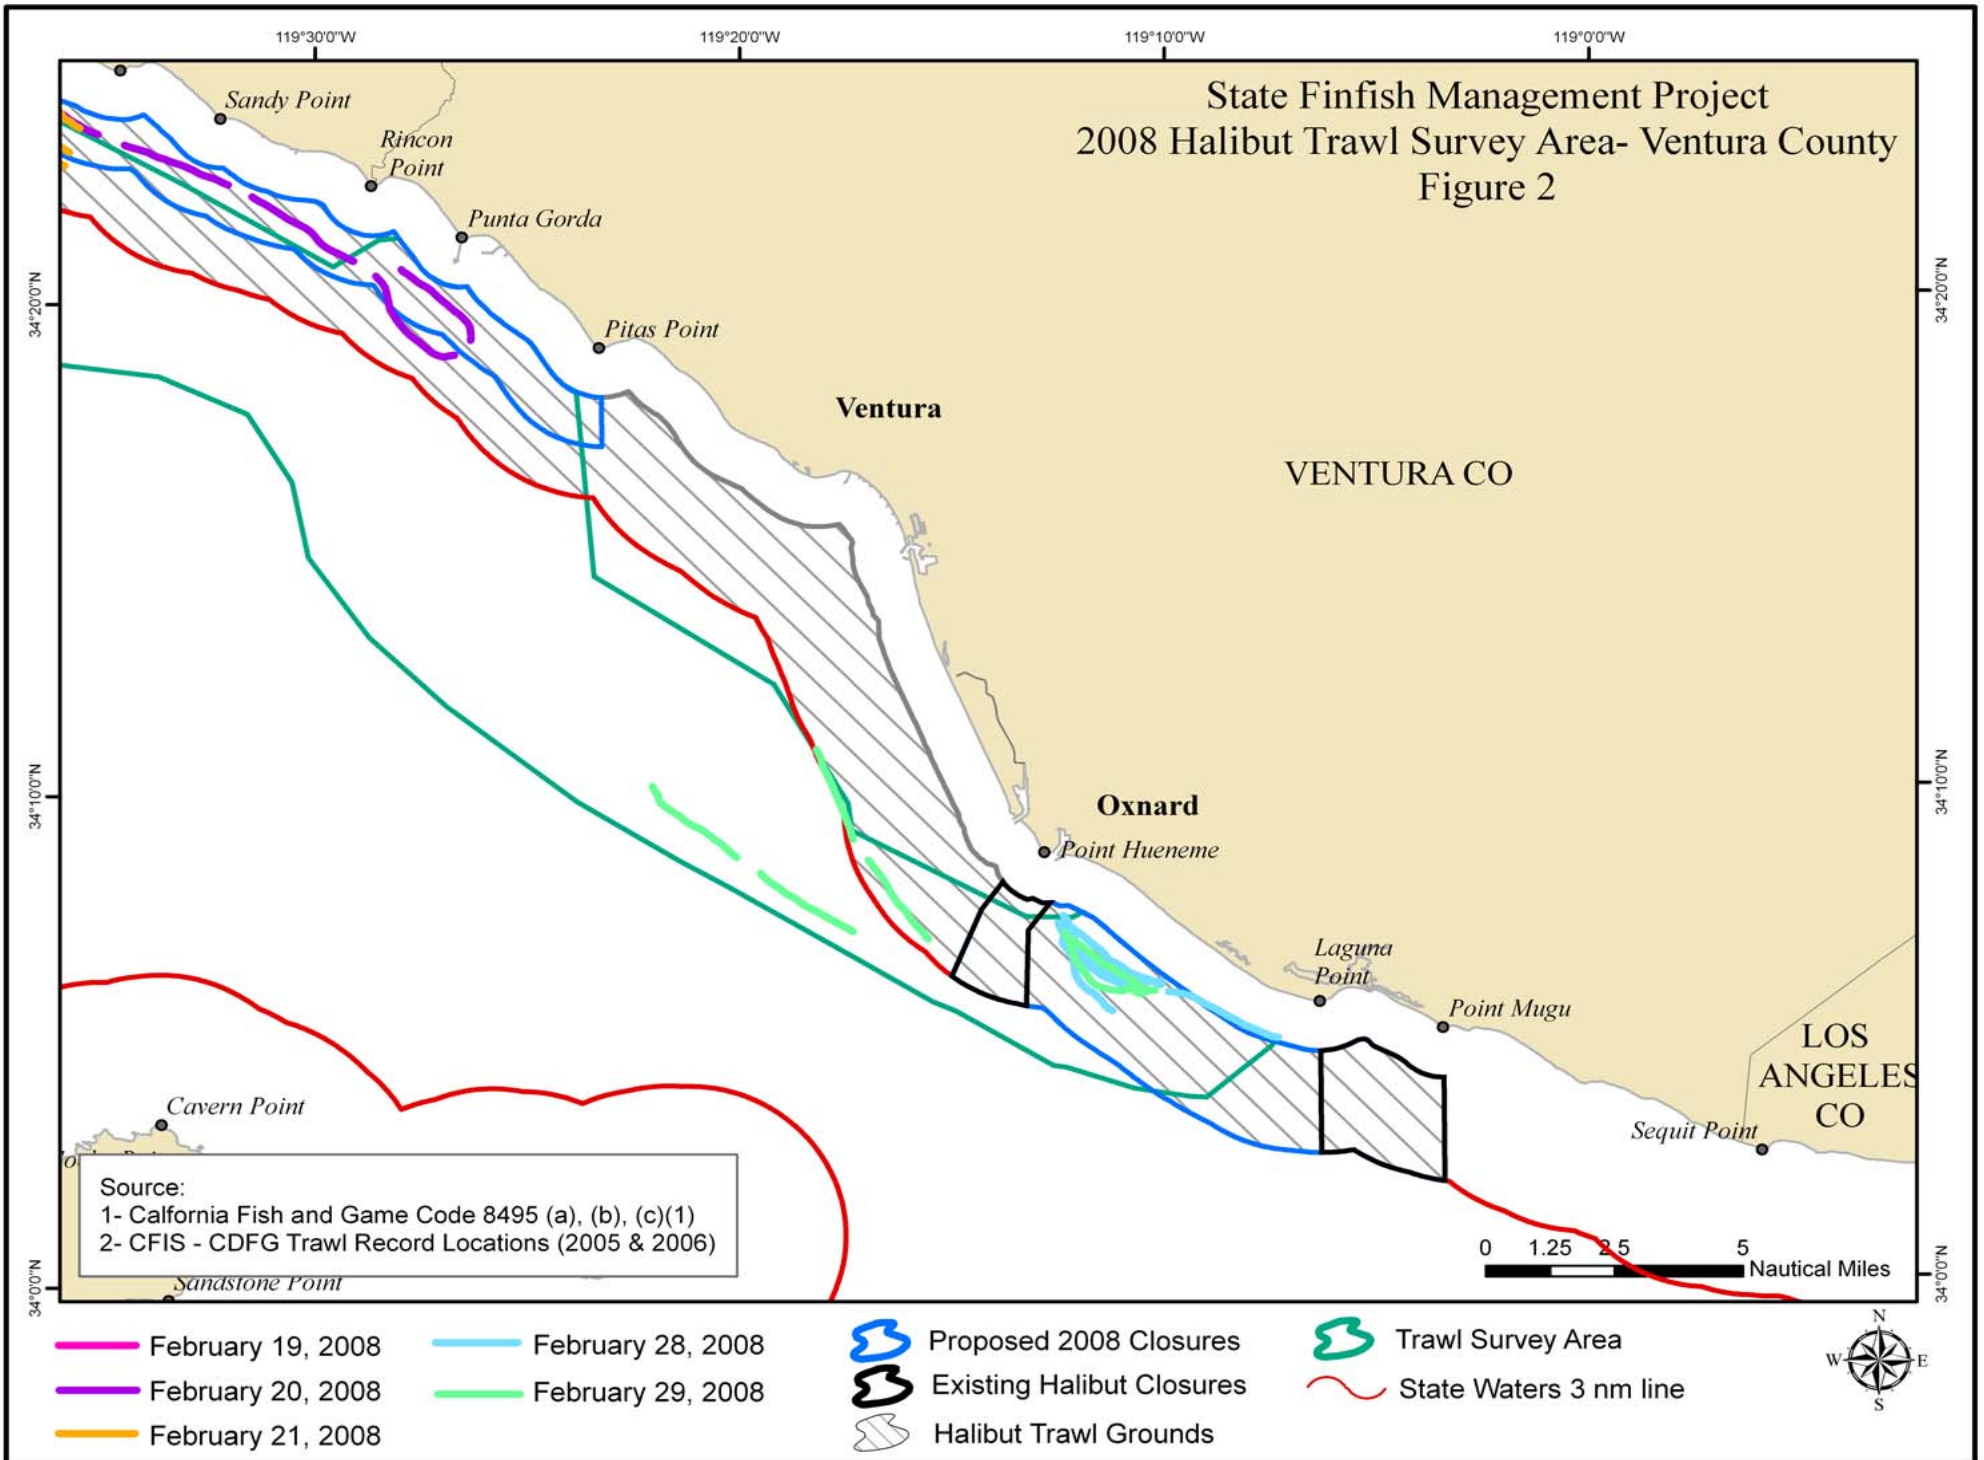 119°30'0"W
119°20'0"W
119°10'0"W
119°0'0"W
State Finfish Management Project
2008 Halibut Trawl Survey Area- Ventura County
Figure 2
Sandy Point
Rincon
Point
Punta Gorda
34°20'0"N
34°20'0"N
Pitas Point
Ventura
VENTURA CO
34°10'0"N
34°10'0"N
Oxnard
Point Hueneme
Laguna
Point
Point Mugu
LOS
ANGELES
CO
Cavern Point
Sequit Point
Source:
1- Calfornia Fish and Game Code 8495 (a), (b), (c)(1)
2- CFIS - CDFG Trawl Record Locations (2005 & 2006)
0 1.25 2.5 5
Nautical Miles
34°0'0"N
34°0'0"N
Sandstone Point
February 19, 2008
February 20, 2008
February 21, 2008
February 28, 2008
February 29, 2008
Proposed 2008 Closures
Existing Halibut Closures
Halibut Trawl Grounds
Trawl Survey Area
State Waters 3 nm line
N
W E
S